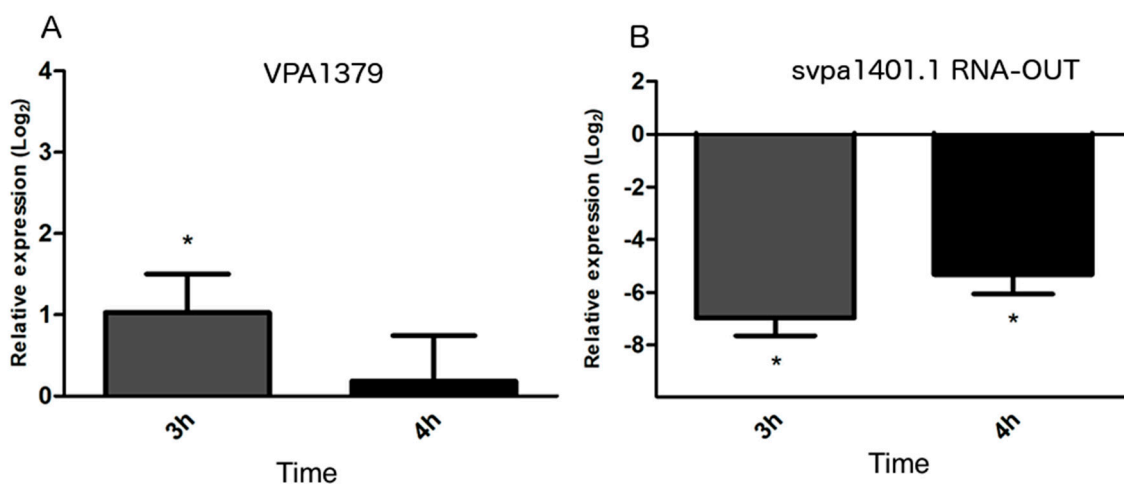 A
VPA1379
Relative expression (Log2)
4
3
2
1
0
*
3h
4h
Time
B
svpa1401.1 RNA-OUT
Relative expression (Log2)
2
0
-2
-4
-6
-8
*
*
3h
4h
Time